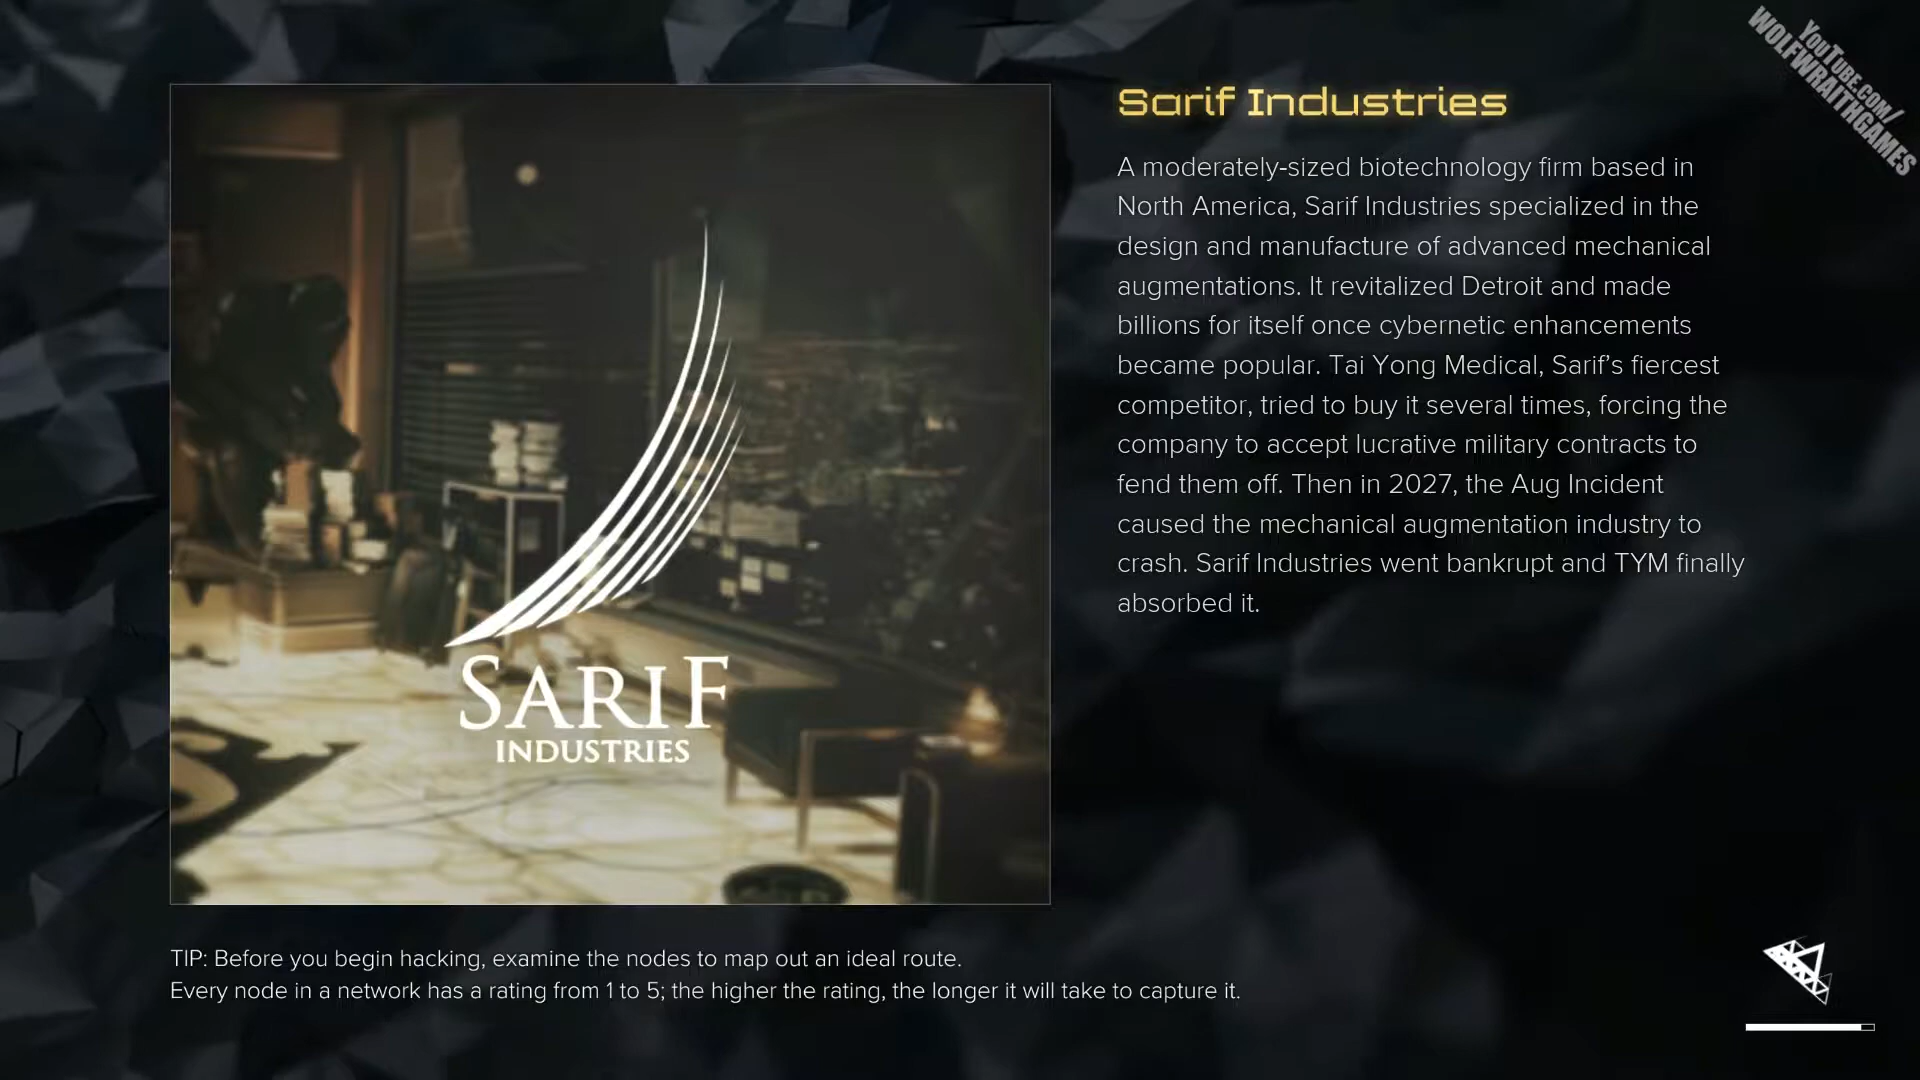 YouTube.com/
WolfwraithGames
Sarif Industries
A moderately-sized biotechnology firm based in
North America, Sarif Industries specialized in the
design and manufacture of advanced mechanical
augmentations. It revitalized Detroit and made
billions for itself once cybernetic enhancements
became popular. Tai Yong Medical, Sarif’s fiercest
competitor, tried to buy it several times, forcing the
company to accept lucrative military contracts to
fend them off. Then in 2027, the Aug Incident
caused the mechanical augmentation industry to
crash. Sarif Industries went bankrupt and TYM finally
absorbed it.
SARIF
INDUSTRIES
TIP: Before you begin hacking, examine the nodes to map out an ideal route.
Every node in a network has a rating from 1 to 5; the higher the rating, the longer it will take to capture it.